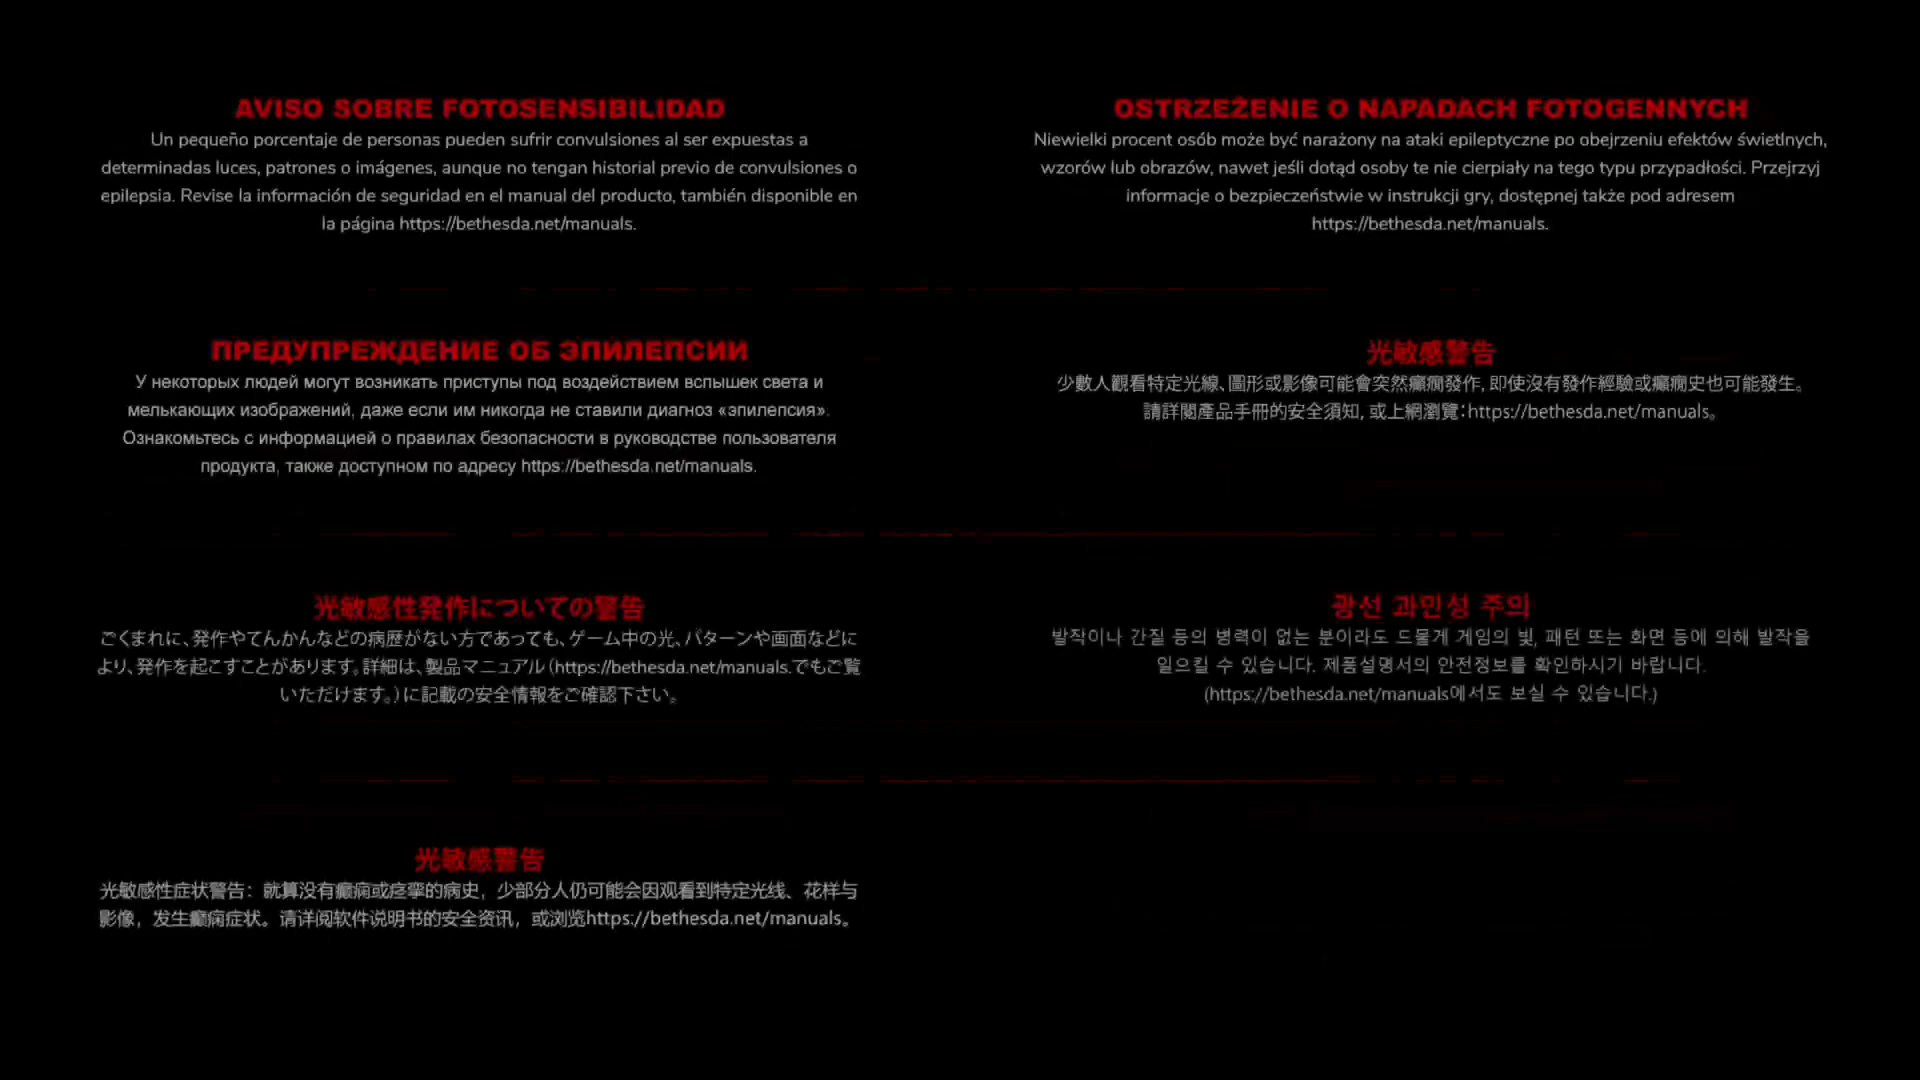 AVISO SOBRE FOTOSENSIBILIDAD
Un pequeño porcentaje de personas pueden sufrir convulsiones al ser expuestas a
determinadas luces, patrones o imágenes, aunque no tengan historial previo de convulsiones o
epilepsia. Revise la información de seguridad en el manual del producto, también disponible en
la página https://bethesda.net/manuals.
OSTRZEŻENIE O NAPADACH FOTOGENNYCH
Niewielki procent osób może być narażony na ataki epileptyczne po obejrzeniu efektów świetlnych,
wzorów lub obrazów, nawet jeśli dotąd osoby te nie cierpiały na tego typu przypadłości. Przejrzyj
informacje o bezpieczeństwie w instrukcji gry, dostępnej także pod adresem
https://bethesda.net/manuals.
ПРЕДУПРЕЖДЕНИЕ ОБ ЭПИЛЕПСИИ
У некоторых людей могут возникать приступы под воздействием вспышек света и
мелькающих изображений, даже если им никогда не ставили диагноз «эпилепсия».
Ознакомьтесь с информацией о правилах безопасности в руководстве пользователя
продукта, также доступном по адресу https://bethesda.net/manuals.
光敏感警告
少數人觀看特定光線、圖形或影像可能會突然癲癇發作, 即使沒有發作經驗或癲癇史也可能發生。
請詳閱產品手冊的安全須知, 或上網瀏覽：https://bethesda.net/manuals。
光敏感性発作についての警告
ごくまれに、発作やてんかんなどの病歴がない方であっても、ゲーム中の光、パターンや画面などに
より、発作を起こすことがあります。詳細は、製品マニュアル（https://bethesda.net/manuals.でもご覧
いただけます。）に記載の安全情報をご確認下さい。
광선 과민성 주의
발작이나 간질 등의 병력이 없는 분이라도 드물게 게임의 빛, 패턴 또는 화면 등에 의해 발작을
일으킬 수 있습니다. 제품설명서의 안전정보를 확인하시기 바랍니다.
(https://bethesda.net/manuals에서도 보실 수 있습니다.)
光敏感警告
光敏感性症状警告：就算没有癫痫或痉挛的病史，少部分人仍可能会因观看到特定光线、花样与
影像，发生癫痫症状。请详阅软件说明书的安全资讯，或浏览https://bethesda.net/manuals。